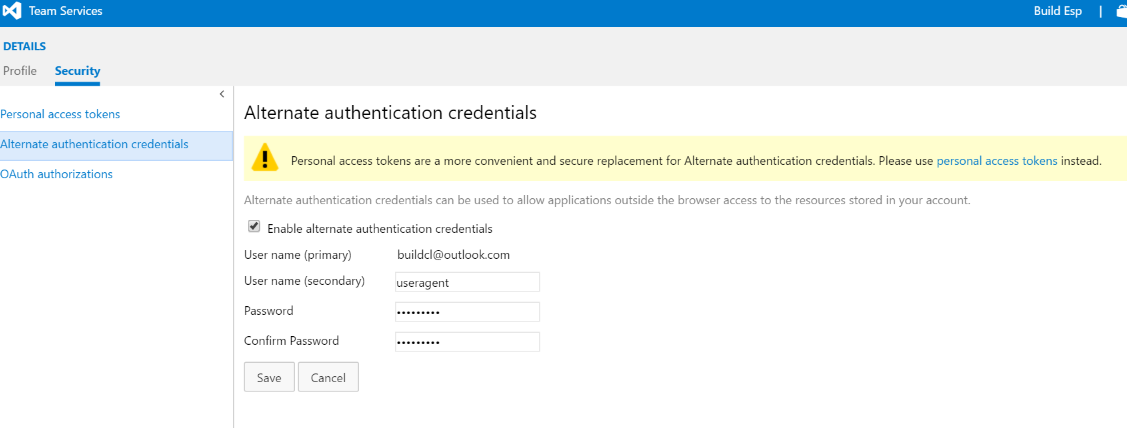 Team Services
Build Esp |
DETAILS
Profile Security
Personal access tokens
Alternate authentication credentials
OAuth authorizations
Alternate authentication credentials
Personal access tokens are a more convenient and secure replacement for Alternate authentication credentials. Please use personal access tokens instead.
Alternate authentication credentials can be used to allow applications outside the browser access to the resources stored in your account.
Enable alternate authentication credentials
User name (primary) buildcl@outlook.com
User name (secondary) useragent
Password •••••••••
Confirm Password •••••••••
Save Cancel